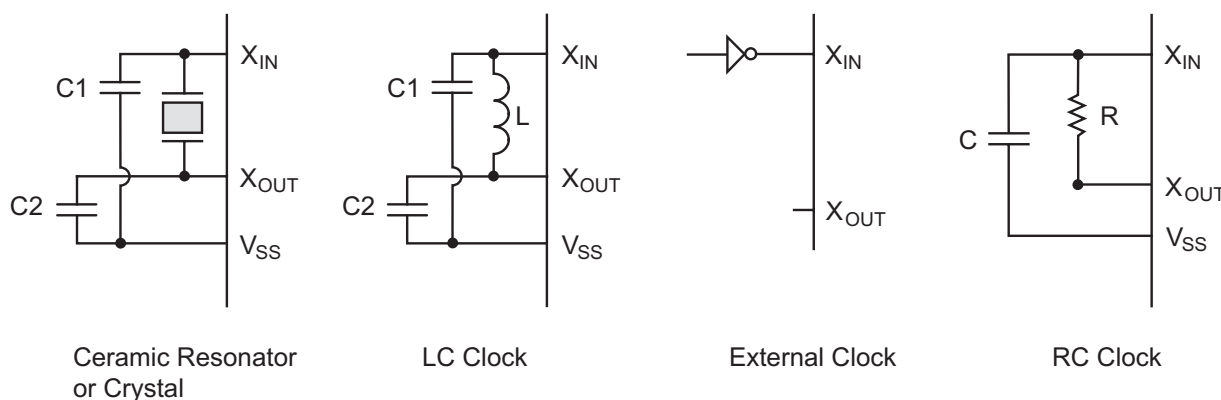 X_IN
C1
X_OUT
C2
V_SS
Ceramic Resonator
or Crystal
X_IN
C1
L
X_OUT
C2
V_SS
LC Clock
X_IN
X_OUT
External Clock
X_IN
R
C
X_OUT
V_SS
RC Clock